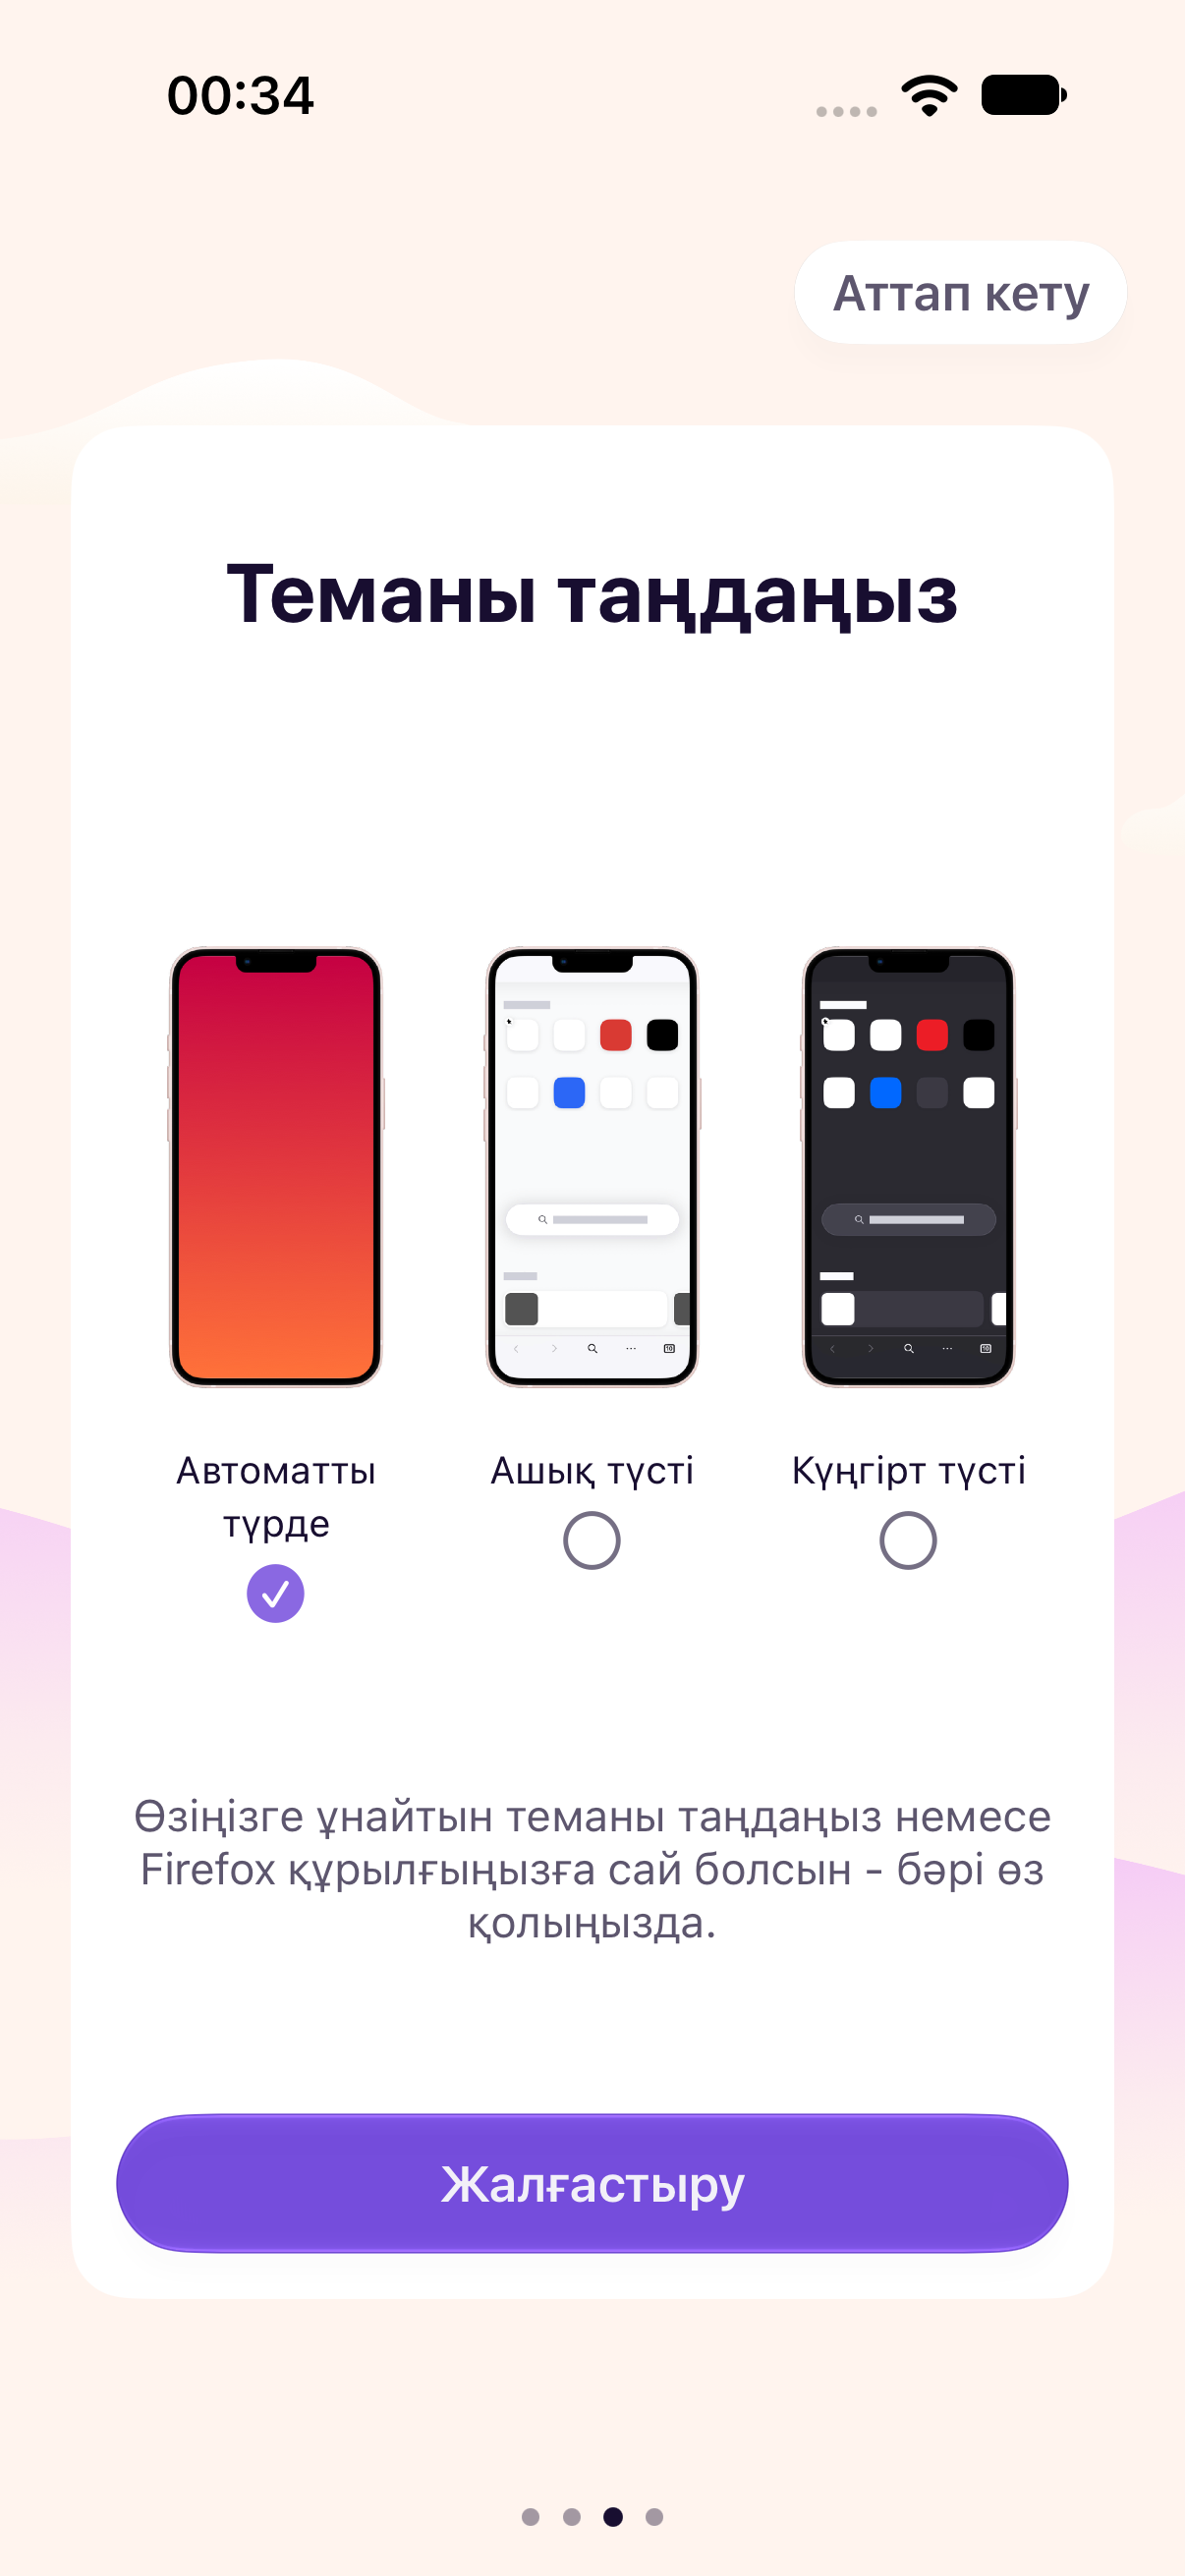 00:34
Аттап кету
Теманы таңдаңыз
Автоматты
түрде
Ашық түсті
Күңгірт түсті
Өзіңізге ұнайтын теманы таңдаңыз немесе
Firefox құрылғыңызға сай болсын - бәрі өз
қолыңызда.
Жалғастыру